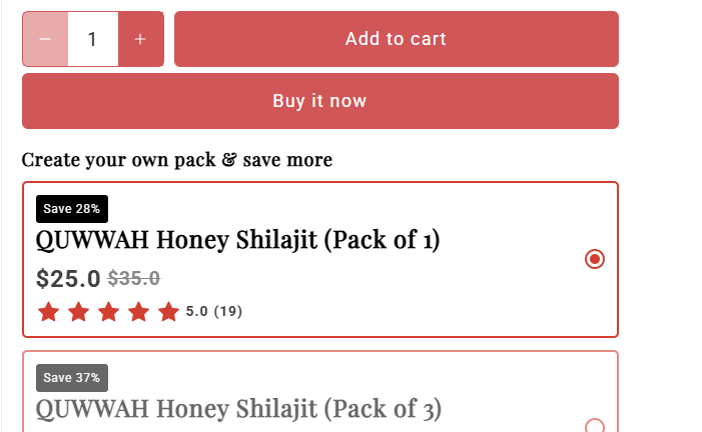 − 1 + Add to cart
Buy it now
Create your own pack & save more
Save 28%
QUWWAH Honey Shilajit (Pack of 1)
$25.0 $35.0
5.0 (19)
Save 37%
QUWWAH Honey Shilajit (Pack of 3)